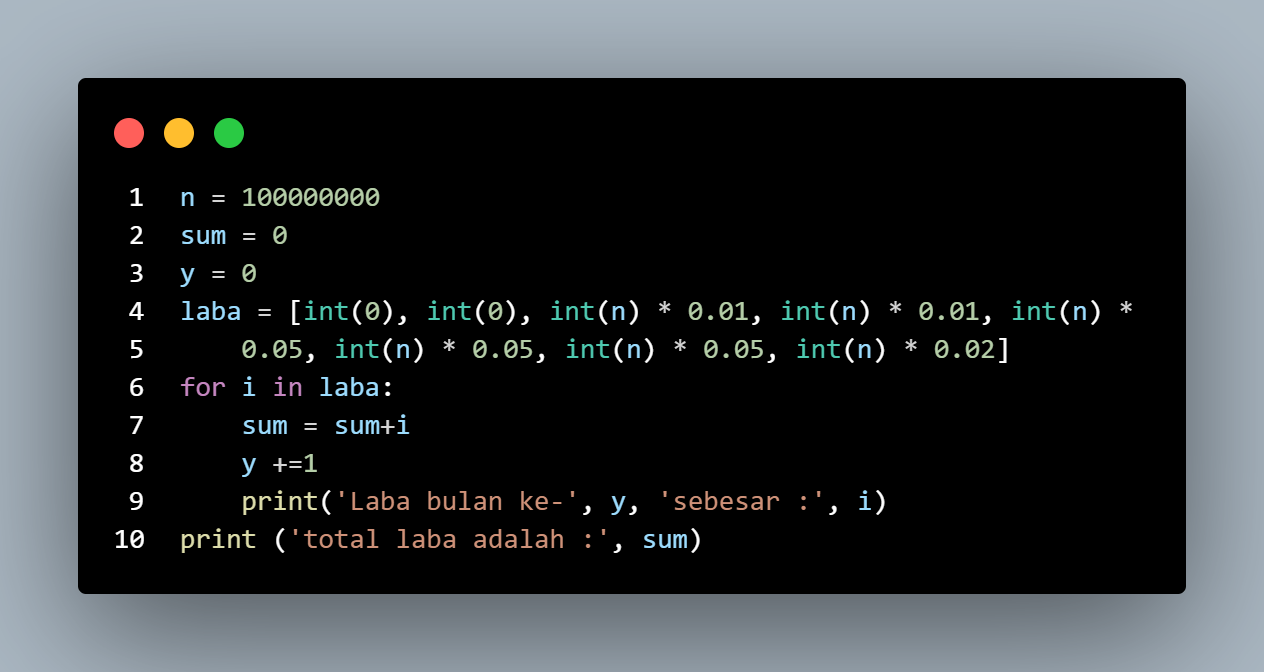 1 n = 100000000
2 sum = 0
3 y = 0
4 laba = [int(0), int(0), int(n) * 0.01, int(n) * 0.01, int(n) *
5     0.05, int(n) * 0.05, int(n) * 0.05, int(n) * 0.02]
6 for i in laba:
7     sum = sum+i
8     y +=1
9     print('Laba bulan ke-', y, 'sebesar :', i)
10 print ('total laba adalah :', sum)